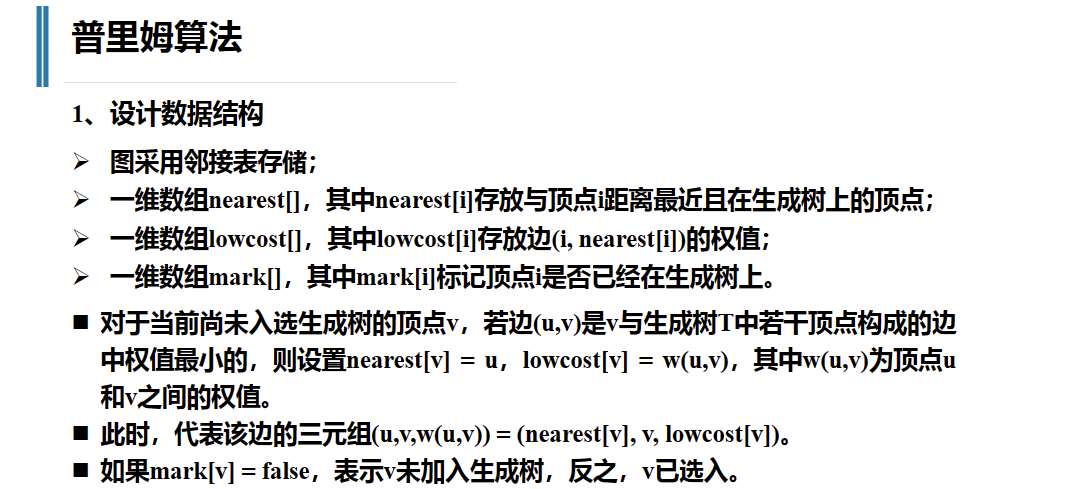 普里姆算法
1、设计数据结构
➢ 图采用邻接表存储；
➢ 一维数组nearest[]，其中nearest[i]存放与顶点i距离最近且在生成树上的顶点；
➢ 一维数组lowcost[]，其中lowcost[i]存放边(i, nearest[i])的权值；
➢ 一维数组mark[]，其中mark[i]标记顶点i是否已经在生成树上。
■ 对于当前尚未入选生成树的顶点v，若边(u,v)是v与生成树T中若干顶点构成的边
中权值最小的，则设置nearest[v] = u，lowcost[v] = w(u,v)，其中w(u,v)为顶点u
和v之间的权值。
■ 此时，代表该边的三元组(u,v,w(u,v)) = (nearest[v], v, lowcost[v])。
■ 如果mark[v] = false，表示v未加入生成树，反之，v已选入。